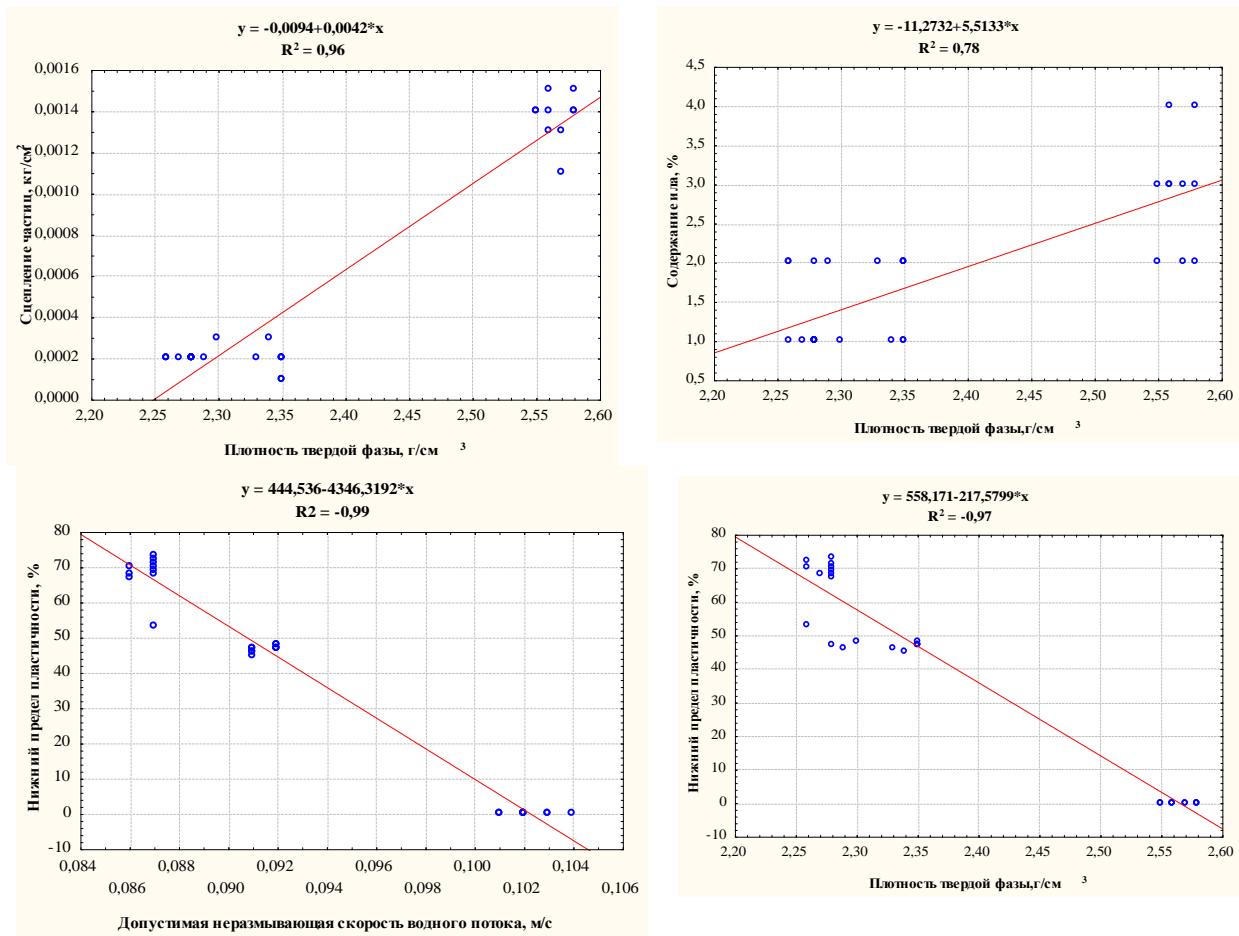 y = -0,0094+0,0042*x
R² = 0,96
Сцепление частиц, кг/см²
0,0016
0,0014
0,0012
0,0010
0,0008
0,0006
0,0004
0,0002
0,0000
2,20 2,25 2,30 2,35 2,40 2,45 2,50 2,55 2,60
Плотность твердой фазы, г/см ³
y = -11,2732+5,5133*x
R² = 0,78
Содержание ила, %
4,5
4,0
3,5
3,0
2,5
2,0
1,5
1,0
0,5
2,20 2,25 2,30 2,35 2,40 2,45 2,50 2,55 2,60
Плотность твердой фазы,г/см ³
y = 444,536-4346,3192*x
R2 = -0,99
Нижний предел пластичности, %
80
70
60
50
40
30
20
10
0
-10
0,084 0,088 0,092 0,096 0,100 0,104
0,086 0,090 0,094 0,098 0,102 0,106
Допустимая неразмывающая скорость водного потока, м/с
y = 558,171-217,5799*x
R² = -0,97
Нижний предел пластичности, %
80
70
60
50
40
30
20
10
0
-10
2,20 2,25 2,30 2,35 2,40 2,45 2,50 2,55 2,60
Плотность твердой фазы,г/см ³